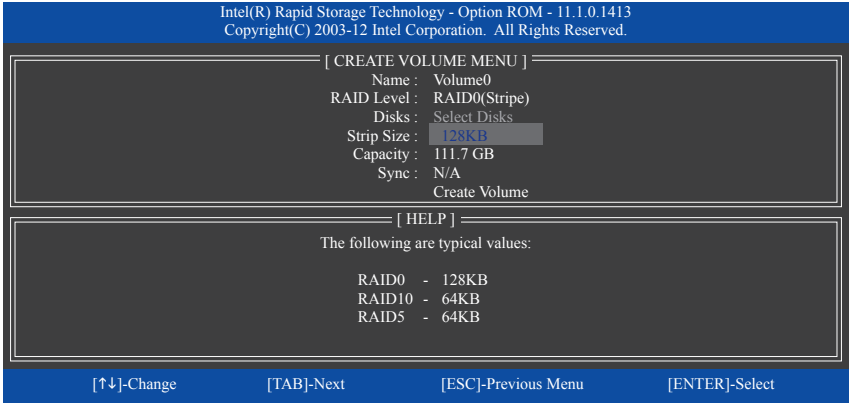 Intel(R) Rapid Storage Technology - Option ROM - 11.1.0.1413
Copyright(C) 2003-12 Intel Corporation. All Rights Reserved.
[ CREATE VOLUME MENU ]
Name : Volume0
RAID Level : RAID0(Stripe)
Disks : Select Disks
Strip Size : 128KB
Capacity : 111.7 GB
Sync : N/A
Create Volume
[ HELP ]
The following are typical values:
RAID0 - 128KB
RAID10 - 64KB
RAID5 - 64KB
[↑↓]-Change [TAB]-Next [ESC]-Previous Menu [ENTER]-Select